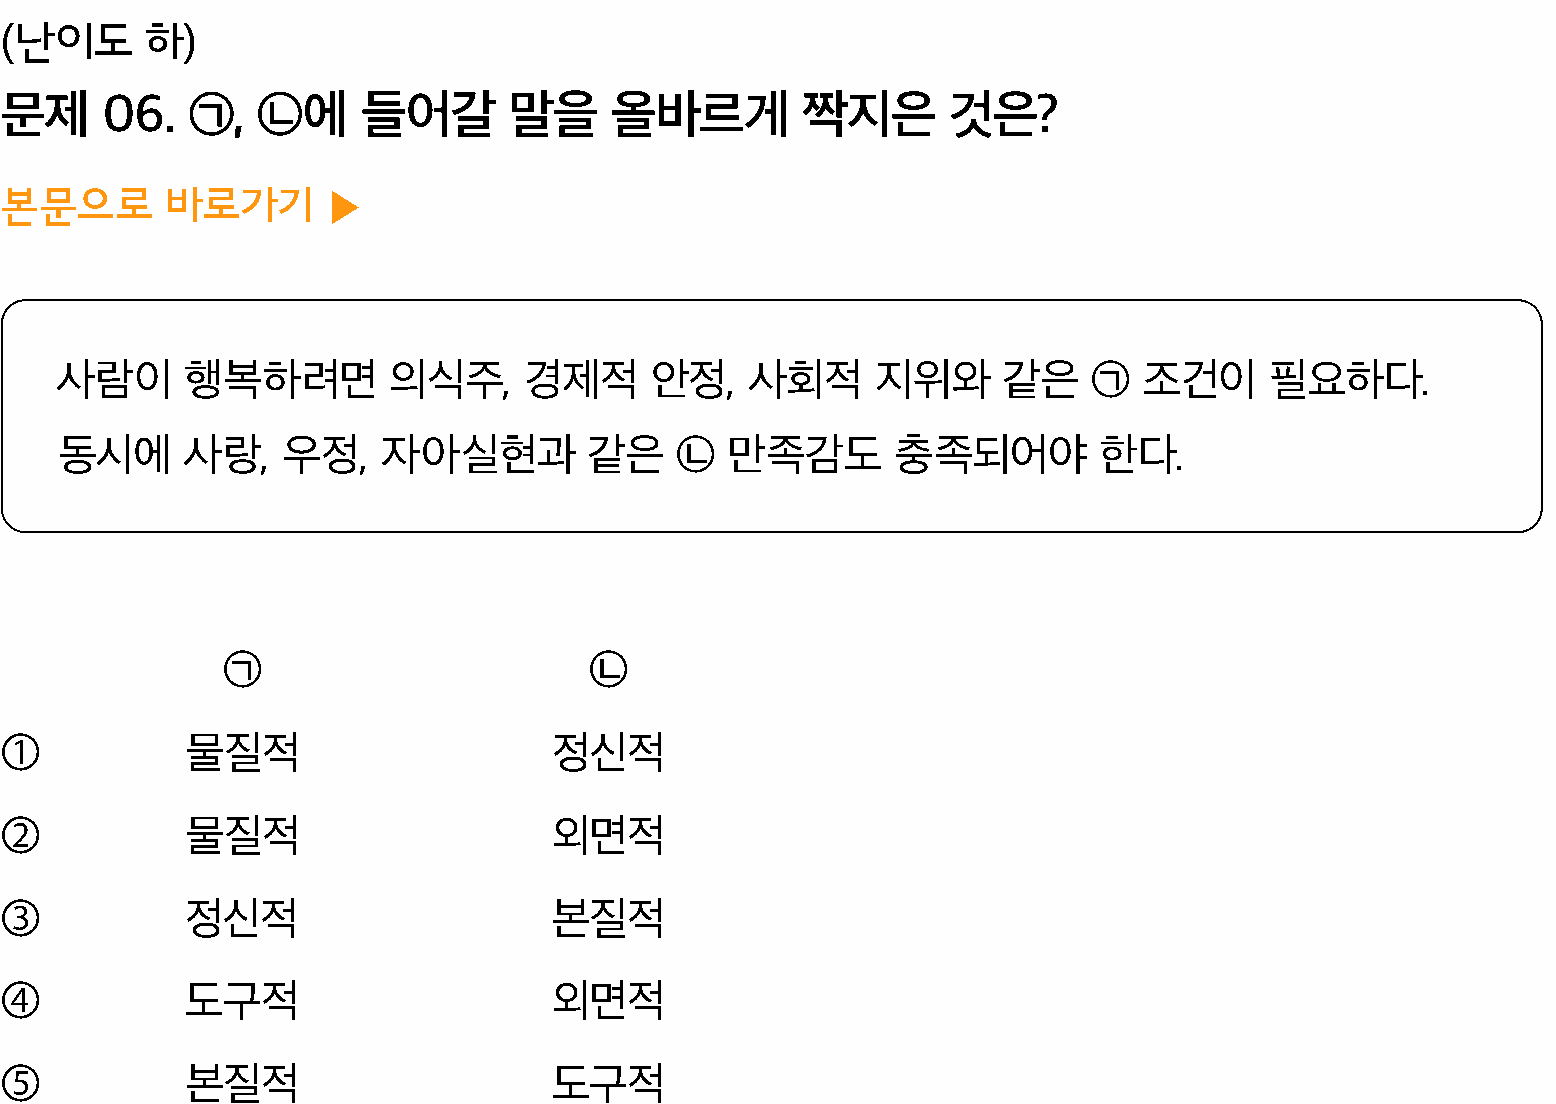 (난이도 하)
문제 06. ㉠, ㉡에 들어갈 말을 올바르게 짝지은 것은?
본문으로 바로가기 ▶
사람이 행복하려면 의식주, 경제적 안정, 사회적 지위와 같은 ㉠ 조건이 필요하다.
동시에 사랑, 우정, 자아실현과 같은 ㉡ 만족감도 충족되어야 한다.
㉠ ㉡
① 물질적 정신적
② 물질적 외면적
③ 정신적 본질적
④ 도구적 외면적
⑤ 본질적 도구적